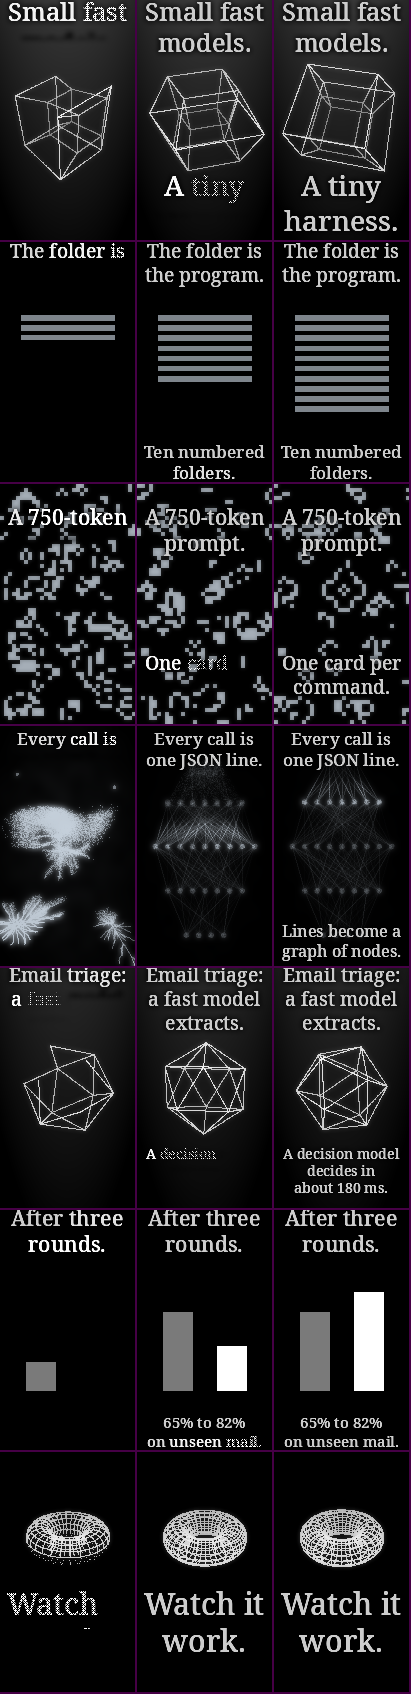 Small fast
Small fast
models.
A tiny
Small fast
models.
A tiny
harness.
The folder is
The folder is
the program.
Ten numbered
folders.
The folder is
the program.
Ten numbered
folders.
A 750-token
A 750-token
prompt.
One card
A 750-token
prompt.
One card per
command.
Every call is
Every call is
one JSON line.
Every call is
one JSON line.
Lines become a
graph of nodes.
Email triage:
a fast
Email triage:
a fast model
extracts.
A decision
Email triage:
a fast model
extracts.
A decision model
decides in
about 180 ms.
After three
rounds.
After three
rounds.
65% to 82%
on unseen mail.
After three
rounds.
65% to 82%
on unseen mail.
Watch
Watch it
work.
Watch it
work.